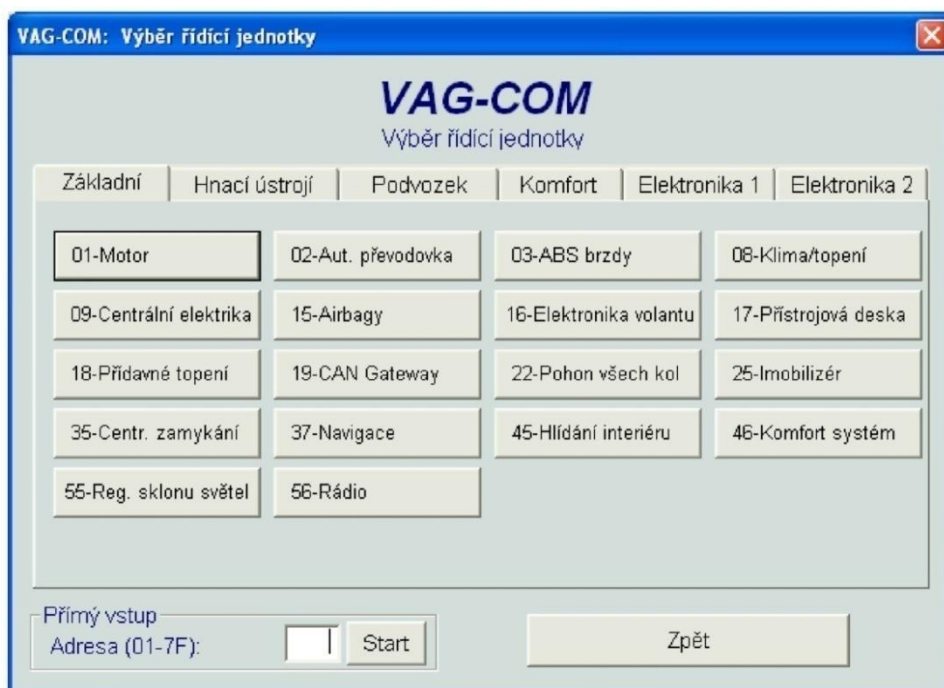 VAG-COM: Výběr řídící jednotky
VAG-COM
Výběr řídící jednotky
Základní Hnací ústrojí Podvozek Komfort Elektronika 1 Elektronika 2
01-Motor 02-Aut. převodovka 03-ABS brzdy 08-Klima/topení
09-Centrální elektrika 15-Airbagy 16-Elektronika volantu 17-Přístrojová deska
18-Přídavné topení 19-CAN Gateway 22-Pohon všech kol 25-Imobilizér
35-Centr. zamykání 37-Navigace 45-Hlídání interiéru 46-Komfort systém
55-Reg. sklonu světel 56-Rádio
Přímý vstup
Adresa (01-7F): Start Zpět